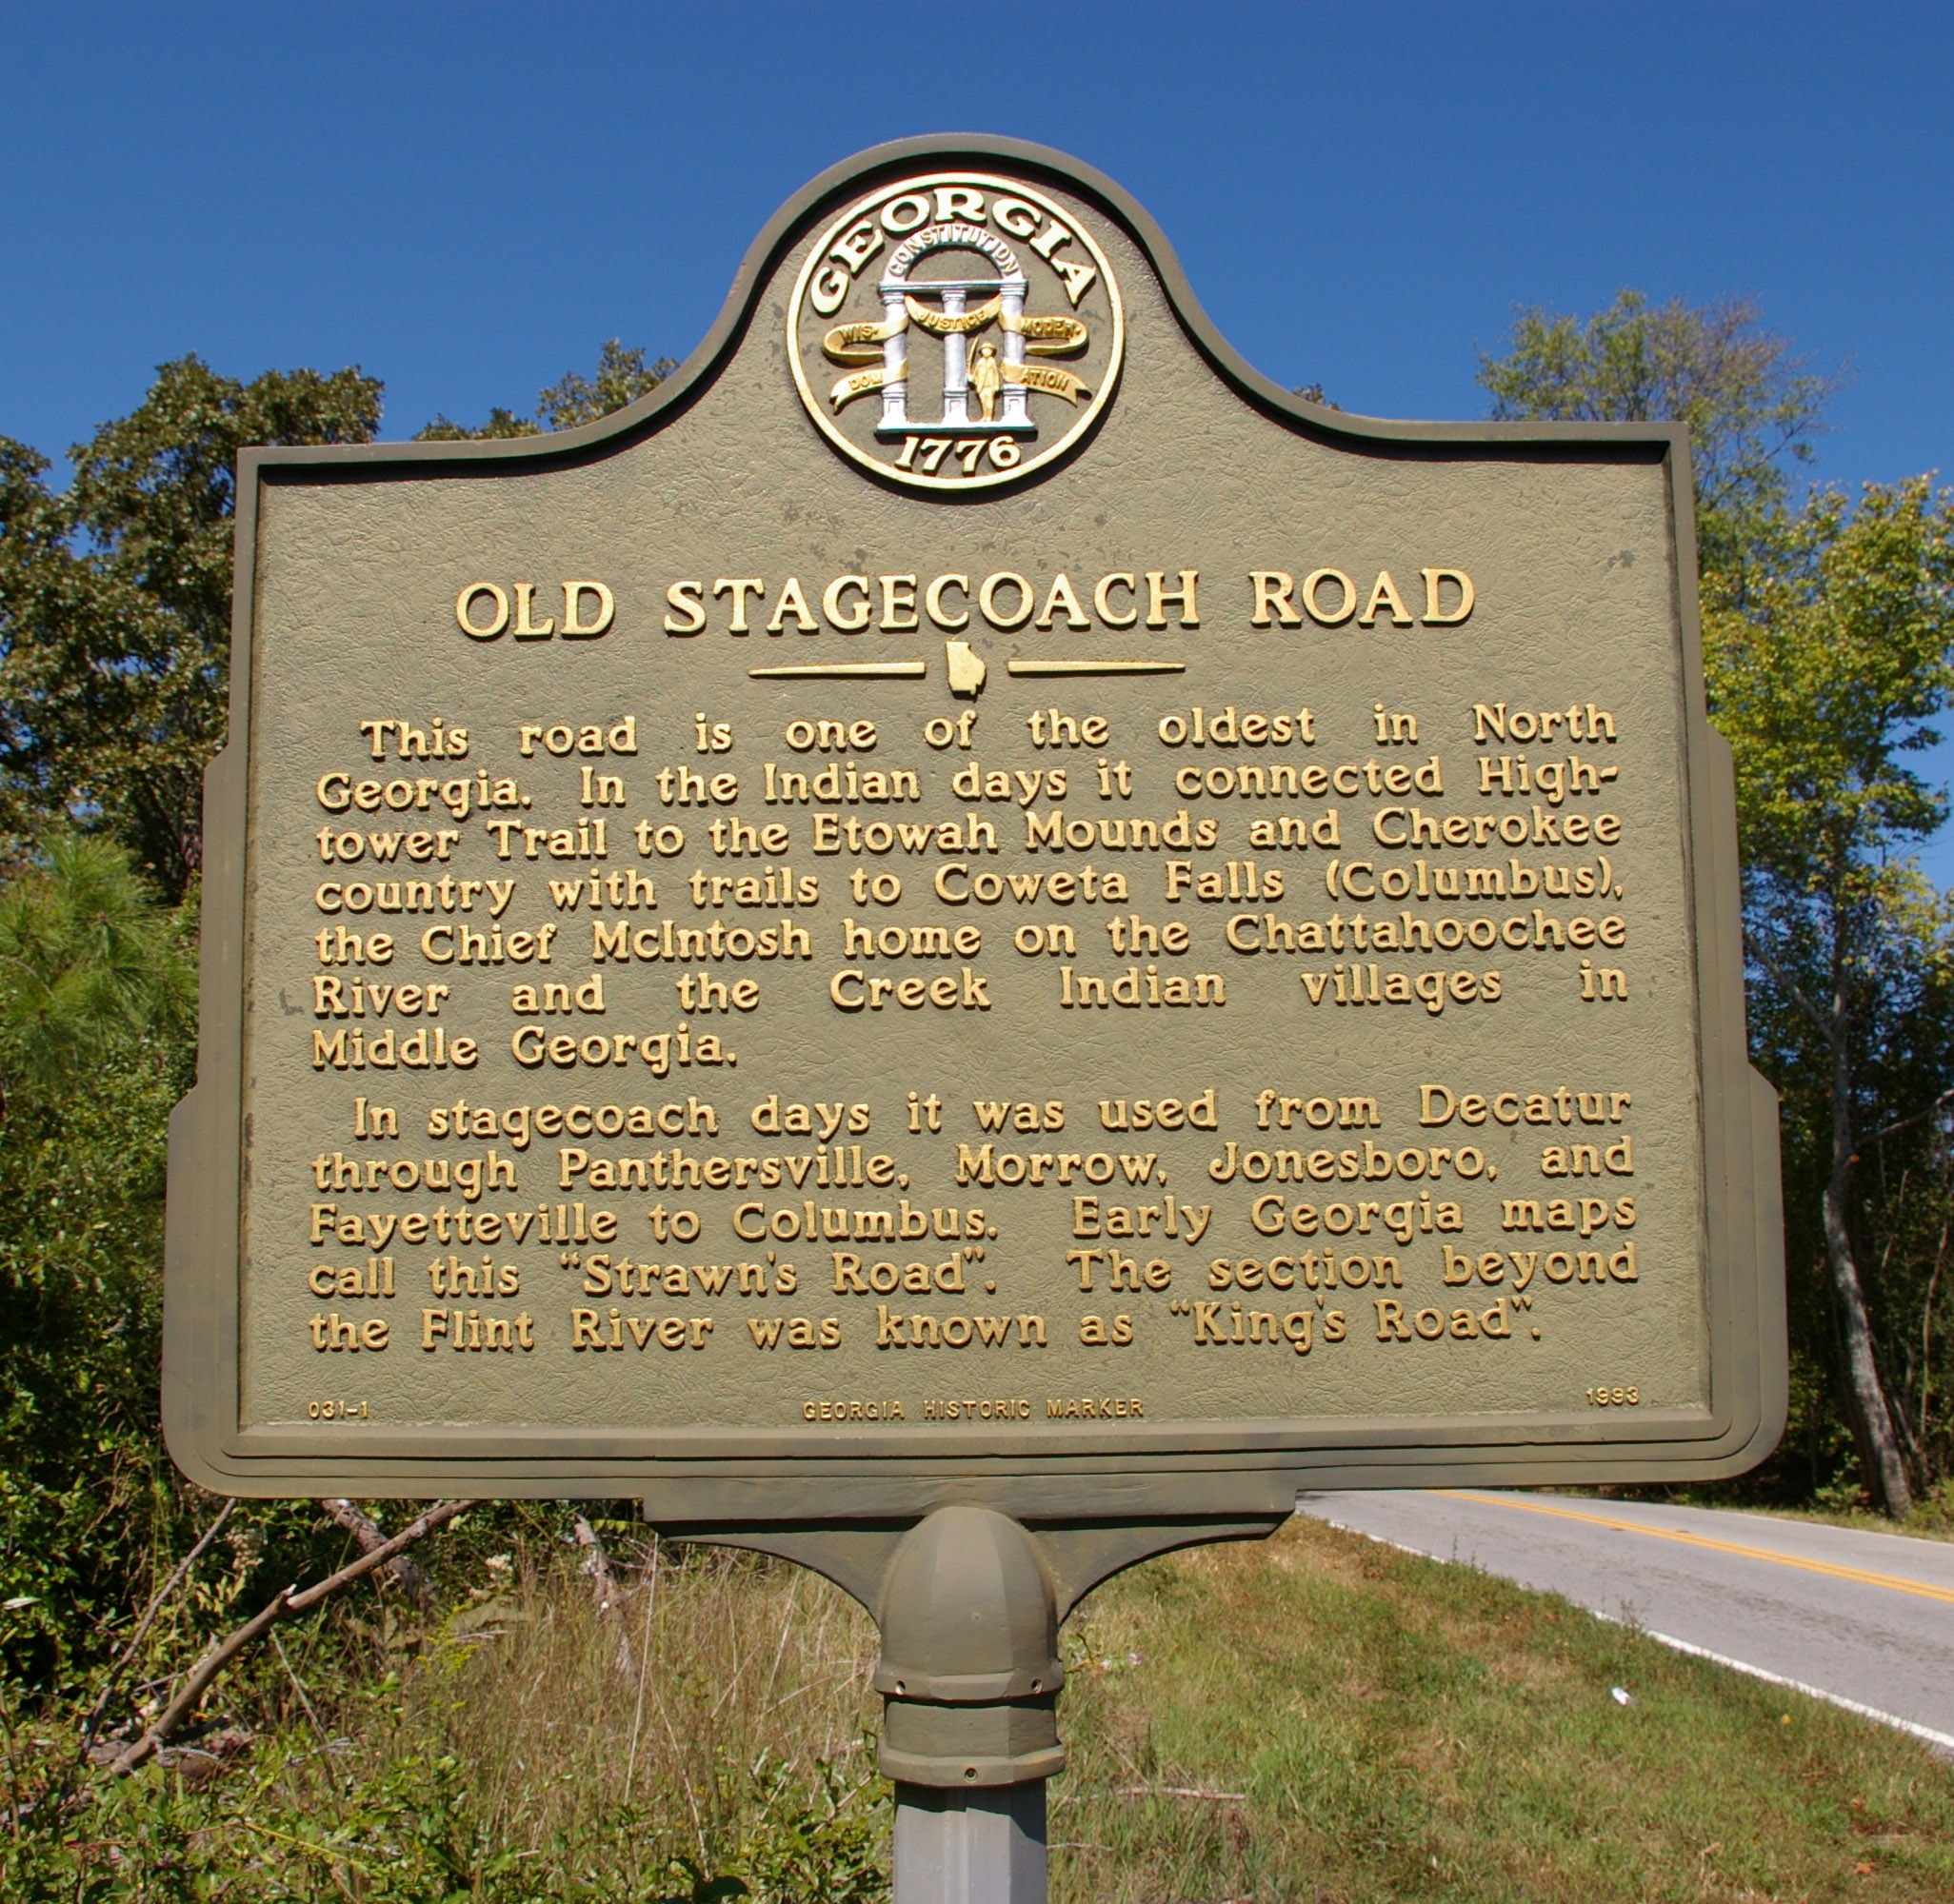 GEORGIA
CONSTITUTION
WIS- JUSTICE MODER-
DOM ATION
1776
OLD STAGECOACH ROAD
This road is one of the oldest in North
Georgia. In the Indian days it connected High-
tower Trail to the Etowah Mounds and Cherokee
country with trails to Coweta Falls (Columbus),
the Chief McIntosh home on the Chattahoochee
River and the Creek Indian villages in
Middle Georgia.
In stagecoach days it was used from Decatur
through Panthersville, Morrow, Jonesboro, and
Fayetteville to Columbus. Early Georgia maps
call this “Strawn's Road”. The section beyond
the Flint River was known as “King's Road”.
031-1 GEORGIA HISTORIC MARKER 1993